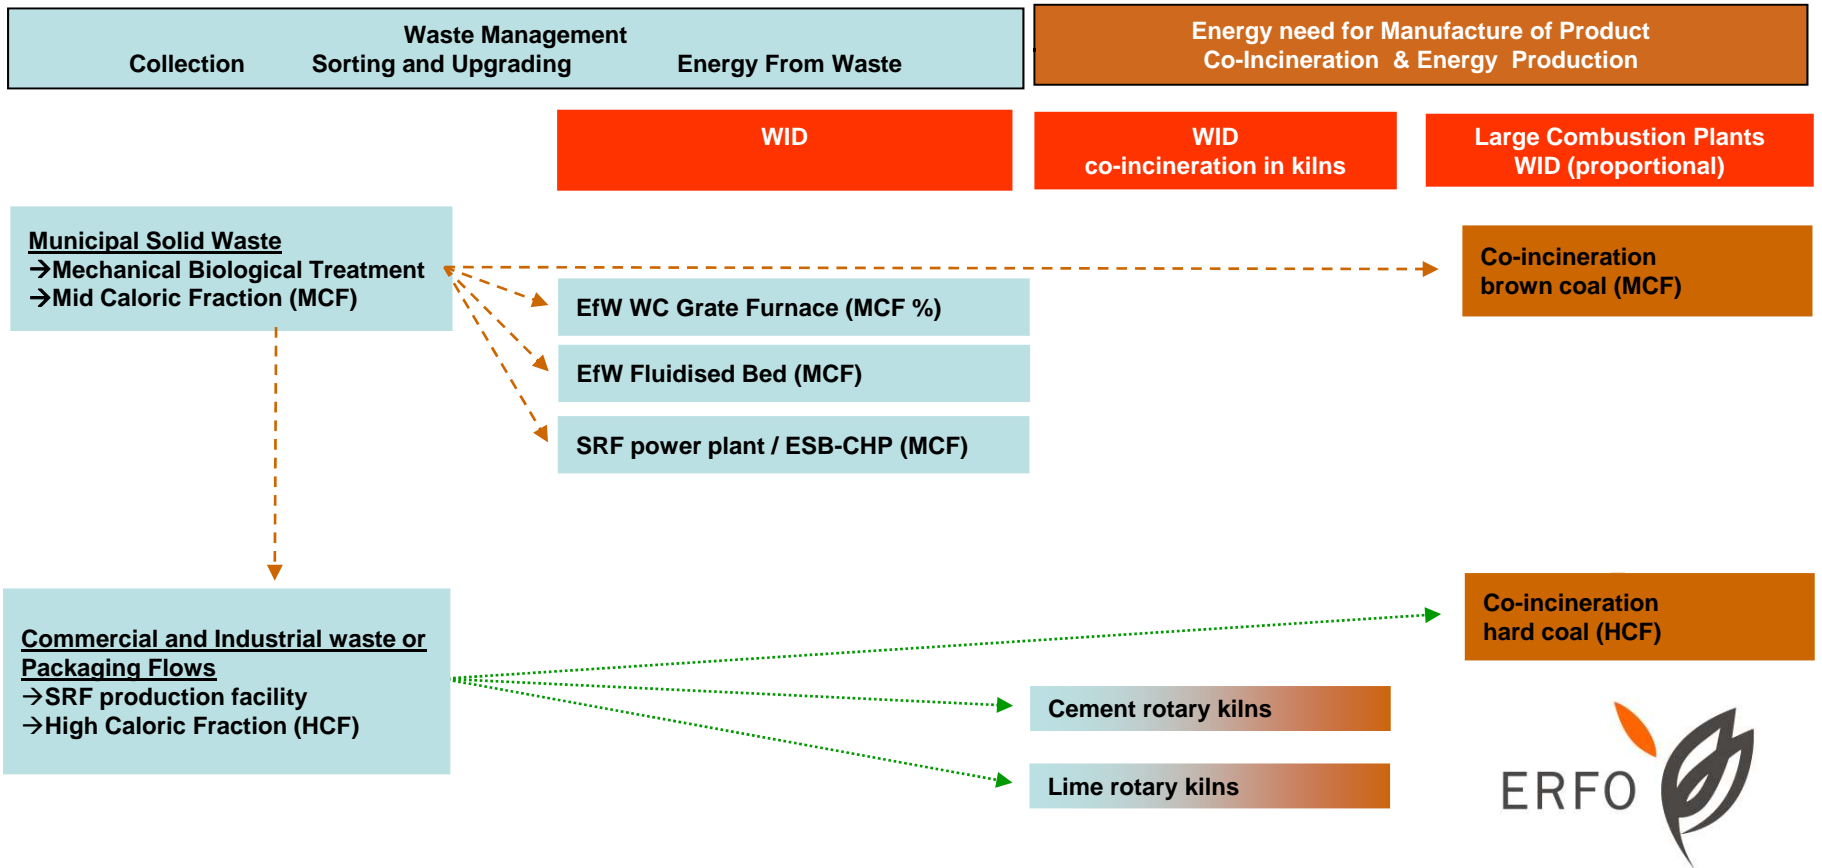 Waste Management
Collection Sorting and Upgrading Energy From Waste
Energy need for Manufacture of Product
Co-Incineration & Energy Production
WID
WID
co-incineration in kilns
Large Combustion Plants
WID (proportional)
Municipal Solid Waste
→Mechanical Biological Treatment
→Mid Caloric Fraction (MCF)
Co-incineration
brown coal (MCF)
EfW WC Grate Furnace (MCF %)
EfW Fluidised Bed (MCF)
SRF power plant / ESB-CHP (MCF)
Commercial and Industrial waste or
Packaging Flows
→SRF production facility
→High Caloric Fraction (HCF)
Co-incineration
hard coal (HCF)
Cement rotary kilns
Lime rotary kilns
ERFO